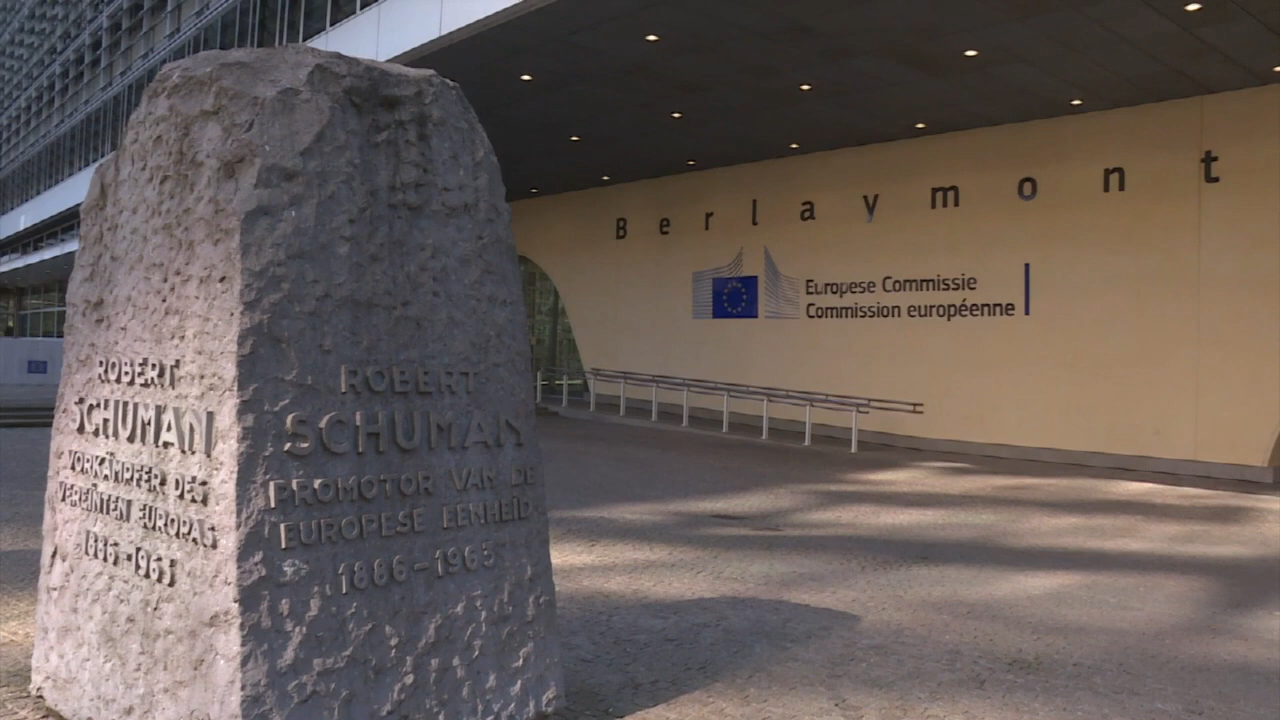 ROBERT
SCHUMAN
VORKÄMPFER DES
VEREINTEN EUROPAS
1886-1963
ROBERT
SCHUMAN
PROMOTOR VAN DE
EUROPESE EENHEID
1886-1963
Berlaymont
Europese Commissie
Commission européenne